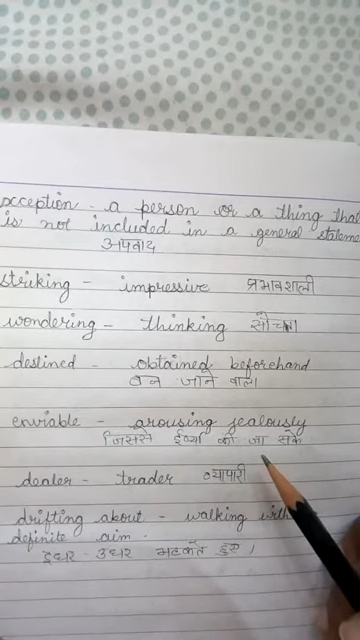 exception - a person or a thing that
is not included in a general stateme
अपवाद
striking - impressive प्रभावशाली
wondering - thinking सोचना
destined - obtained beforehand
बन जाने वाला
enviable - arousing jealously
जिससे ईर्ष्या की जा सके
dealer - trader व्यापारी
drifting about - walking with
definite aim.
इधर-उधर भटकते हुए।